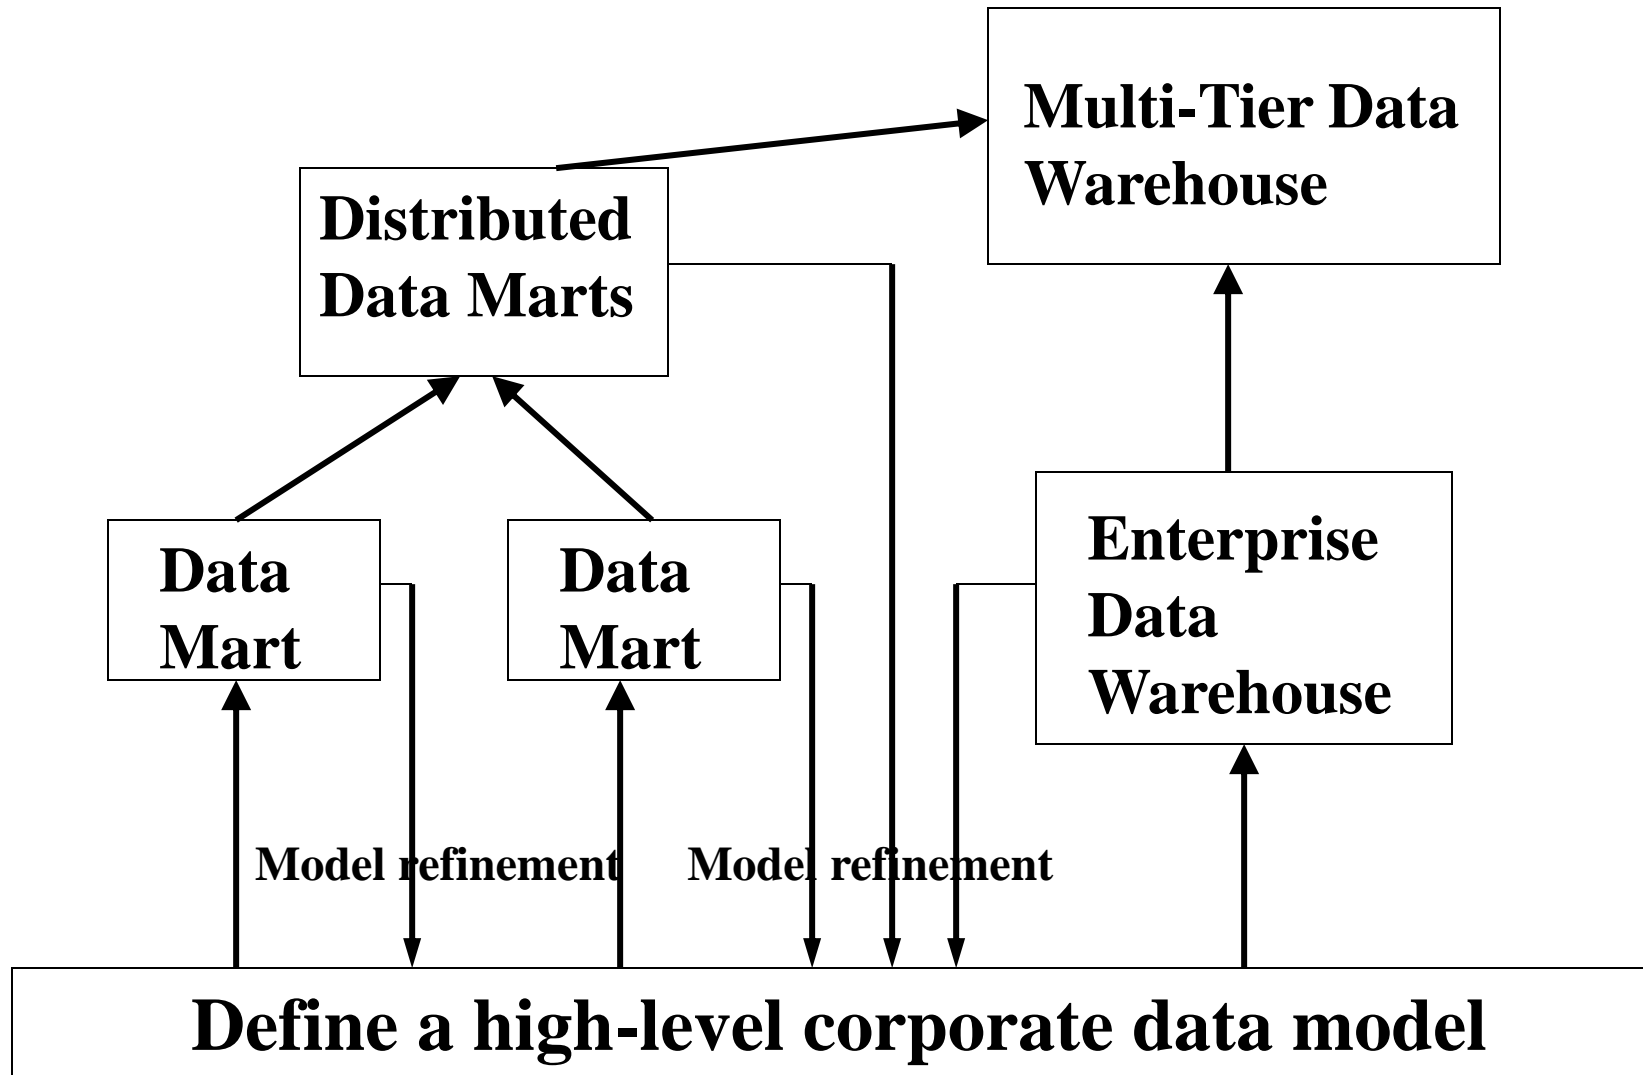 Multi-Tier Data
Warehouse
Distributed
Data Marts
Data
Mart
Data
Mart
Enterprise
Data
Warehouse
Model refinement
Model refinement
Define a high-level corporate data model